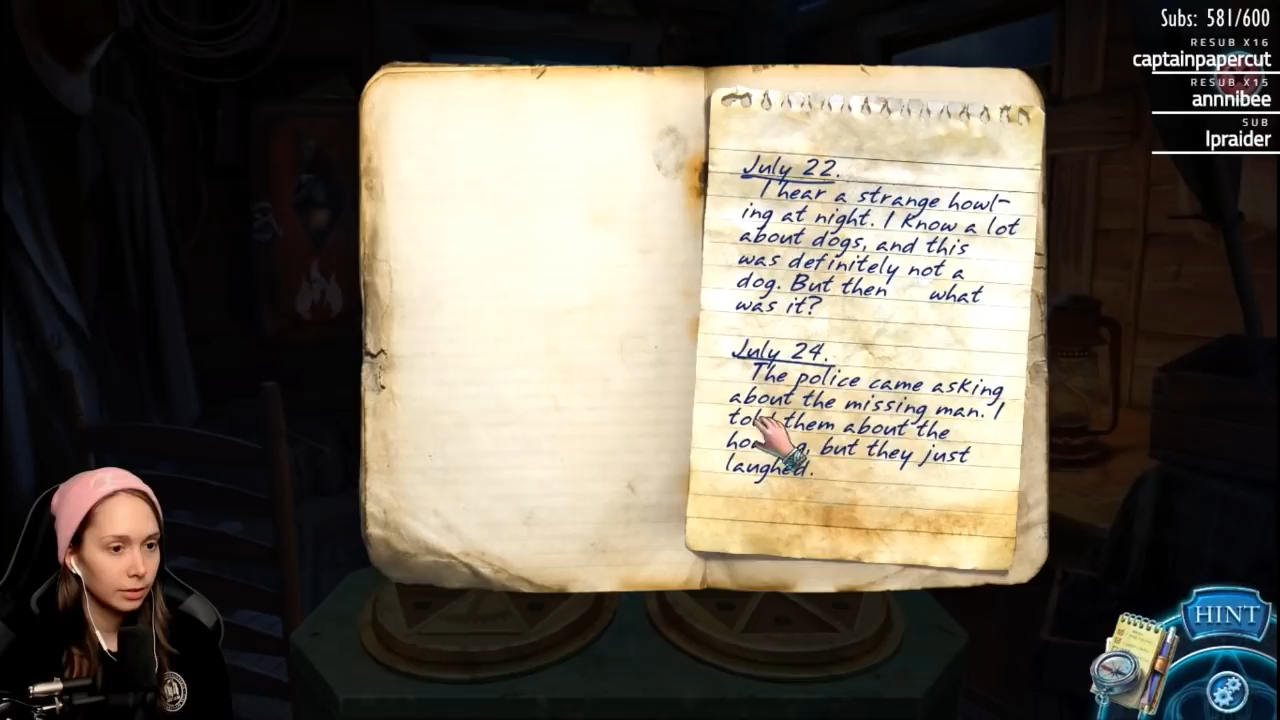 Subs: 581/600
RESUB X16
captainpapercut
RESUB X15
annnibee
SUB
lpraider
July 22.
I hear a strange howl-
ing at night. I know a lot
about dogs, and this
was definitely not a
dog. But then what
was it?
July 24.
The police came asking
about the missing man. I
them about the
but they just
laughed.
HINT